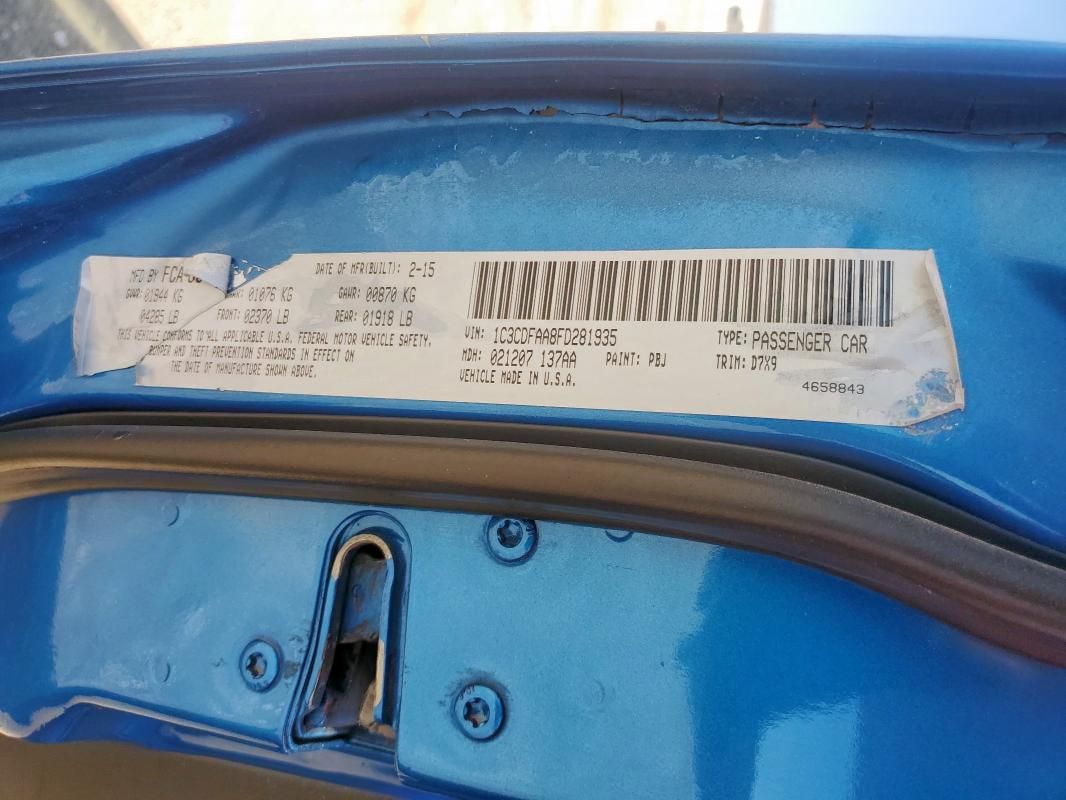 MFD BY FCA-
DATE OF MFR(BUILT): 2-15
GVWR: 01944 KG 01076 KG GAWR: 00870 KG
04285 LB FRONT: 02370 LB REAR: 01918 LB
THIS VEHICLE CONFORMS TO ALL APPLICABLE U.S.A. FEDERAL MOTOR VEHICLE SAFETY,
BUMPER AND THEFT PREVENTION STANDARDS IN EFFECT ON
THE DATE OF MANUFACTURE SHOWN ABOVE.
VIN: 1C3CDFAA8FD281935 TYPE: PASSENGER CAR
MDH: 021207 137AA PAINT: PBJ TRIM: D7X9
VEHICLE MADE IN U.S.A.
4658843